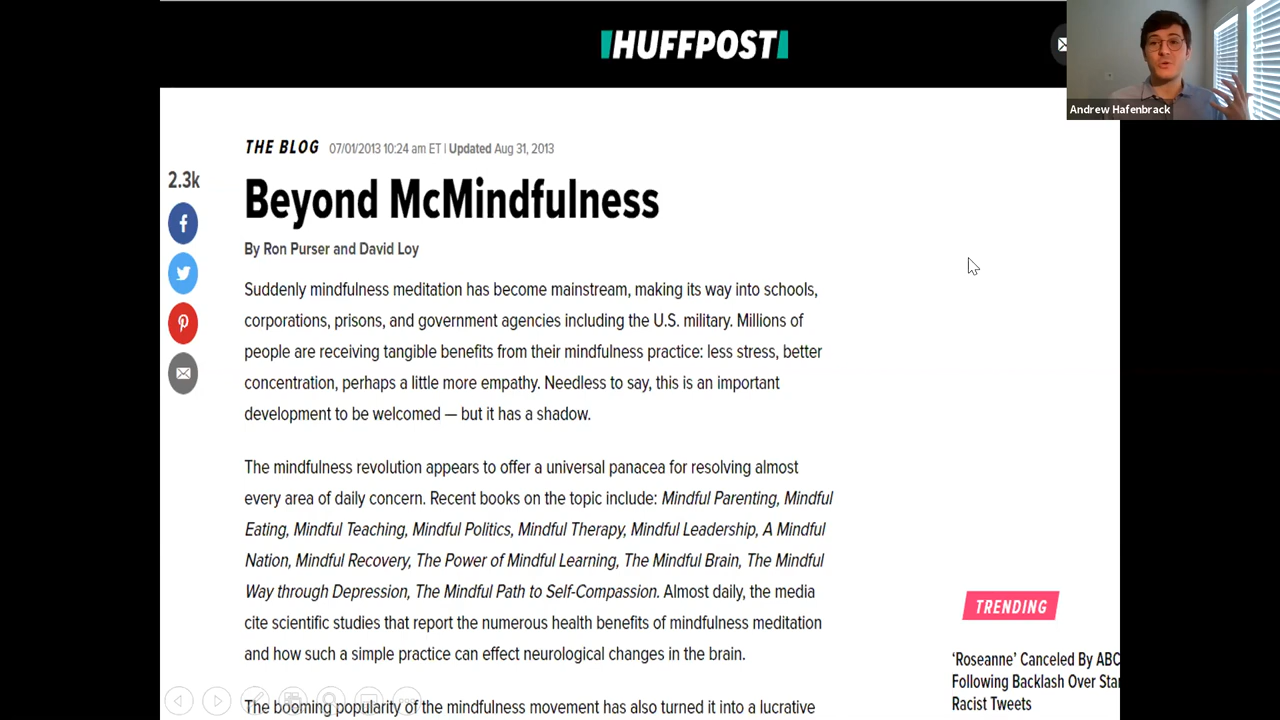 HUFFPOST
Andrew Hafenbrack
THE BLOG 07/01/2013 10:24 am ET | Updated Aug 31, 2013
2.3k
Beyond McMindfulness
By Ron Purser and David Loy
Suddenly mindfulness meditation has become mainstream, making its way into schools,
corporations, prisons, and government agencies including the U.S. military. Millions of
people are receiving tangible benefits from their mindfulness practice: less stress, better
concentration, perhaps a little more empathy. Needless to say, this is an important
development to be welcomed — but it has a shadow.
The mindfulness revolution appears to offer a universal panacea for resolving almost
every area of daily concern. Recent books on the topic include: Mindful Parenting, Mindful
Eating, Mindful Teaching, Mindful Politics, Mindful Therapy, Mindful Leadership, A Mindful
Nation, Mindful Recovery, The Power of Mindful Learning, The Mindful Brain, The Mindful
Way through Depression, The Mindful Path to Self-Compassion. Almost daily, the media
cite scientific studies that report the numerous health benefits of mindfulness meditation
and how such a simple practice can effect neurological changes in the brain.
The booming popularity of the mindfulness movement has also turned it into a lucrative
TRENDING
‘Roseanne’ Canceled By ABC
Following Backlash Over Star
Racist Tweets